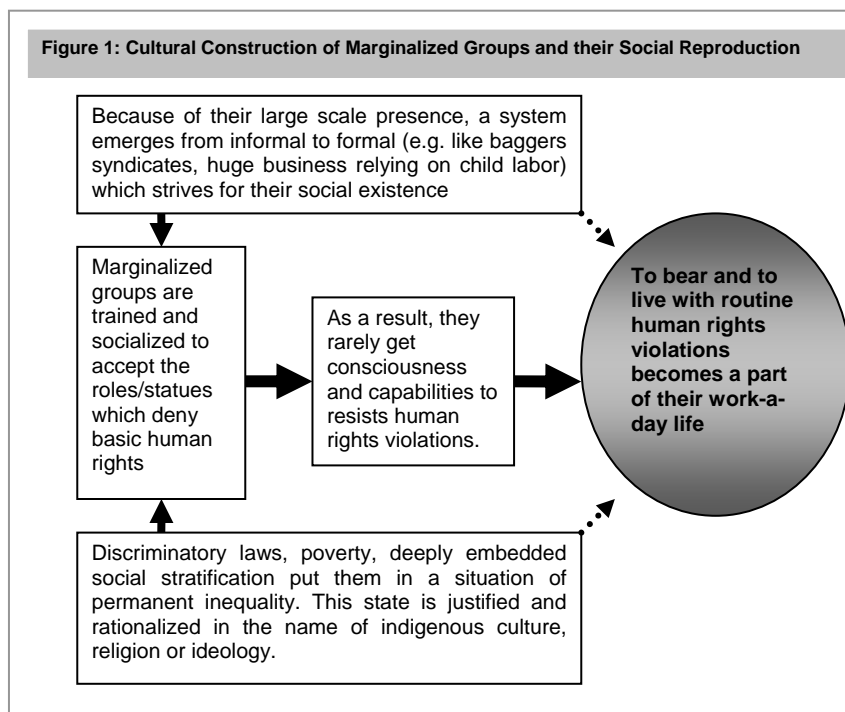 Figure 1: Cultural Construction of Marginalized Groups and their Social Reproduction
Because of their large scale presence, a system
emerges from informal to formal (e.g. like baggers
syndicates, huge business relying on child labor)
which strives for their social existence
Marginalized
groups are
trained and
socialized to
accept the
roles/statues
which deny
basic human
rights
As a result, they
rarely get
consciousness
and capabilities to
resists human
rights violations.
To bear and to
live with routine
human rights
violations
becomes a part
of their work-a-
day life
Discriminatory laws, poverty, deeply embedded
social stratification put them in a situation of
permanent inequality. This state is justified and
rationalized in the name of indigenous culture,
religion or ideology.